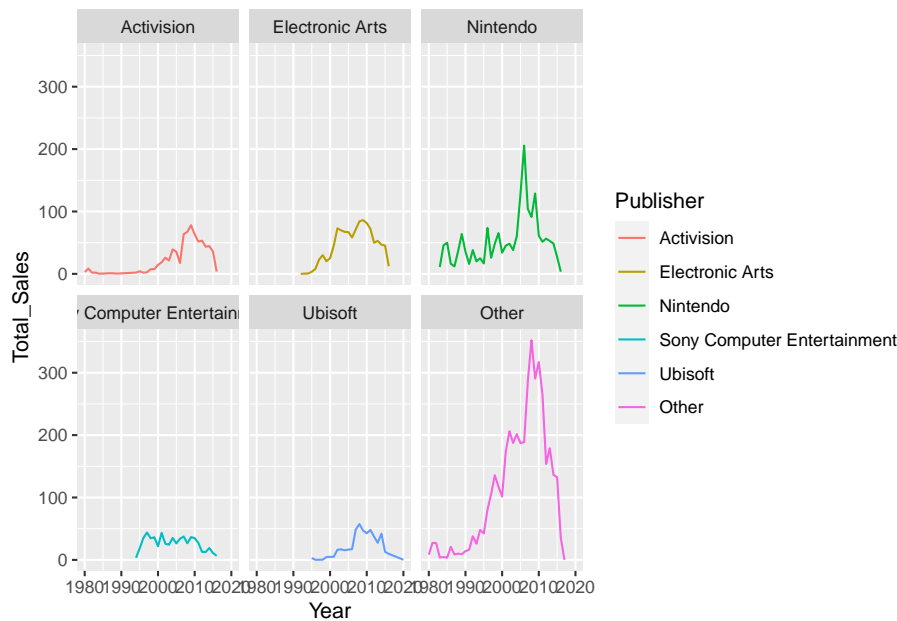 Activision
Electronic Arts
Nintendo
300
200
100
0
y Computer Entertain
Ubisoft
Other
300
200
100
0
1980 1990 2000 2010 2020
1980 1990 2000 2010 2020
1980 1990 2000 2010 2020
Year
Total_Sales
Publisher
Activision
Electronic Arts
Nintendo
Sony Computer Entertainment
Ubisoft
Other